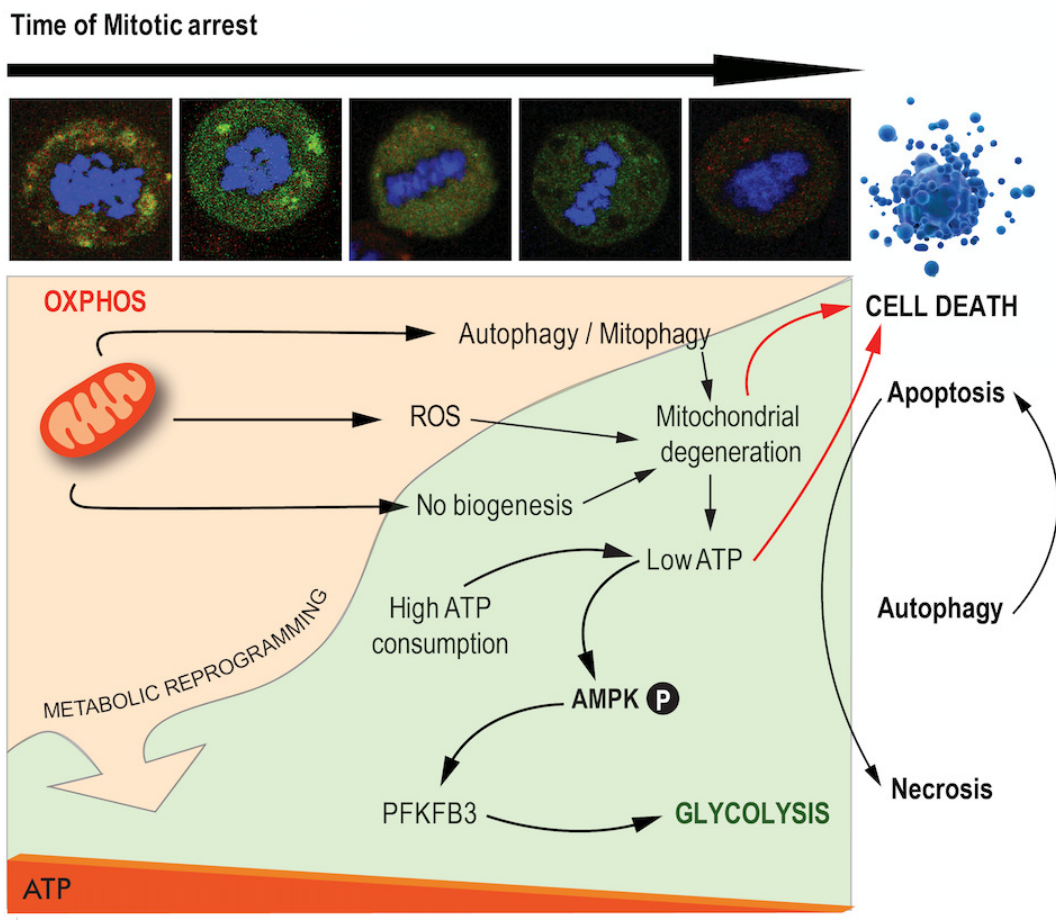 Time of Mitotic arrest
OXPHOS
CELL DEATH
Autophagy / Mitophagy
Apoptosis
ROS
Mitochondrial
degeneration
No biogenesis
Low ATP
High ATP
consumption
Autophagy
METABOLIC REPROGRAMMING
AMPK P
Necrosis
PFKFB3
GLYCOLYSIS
ATP